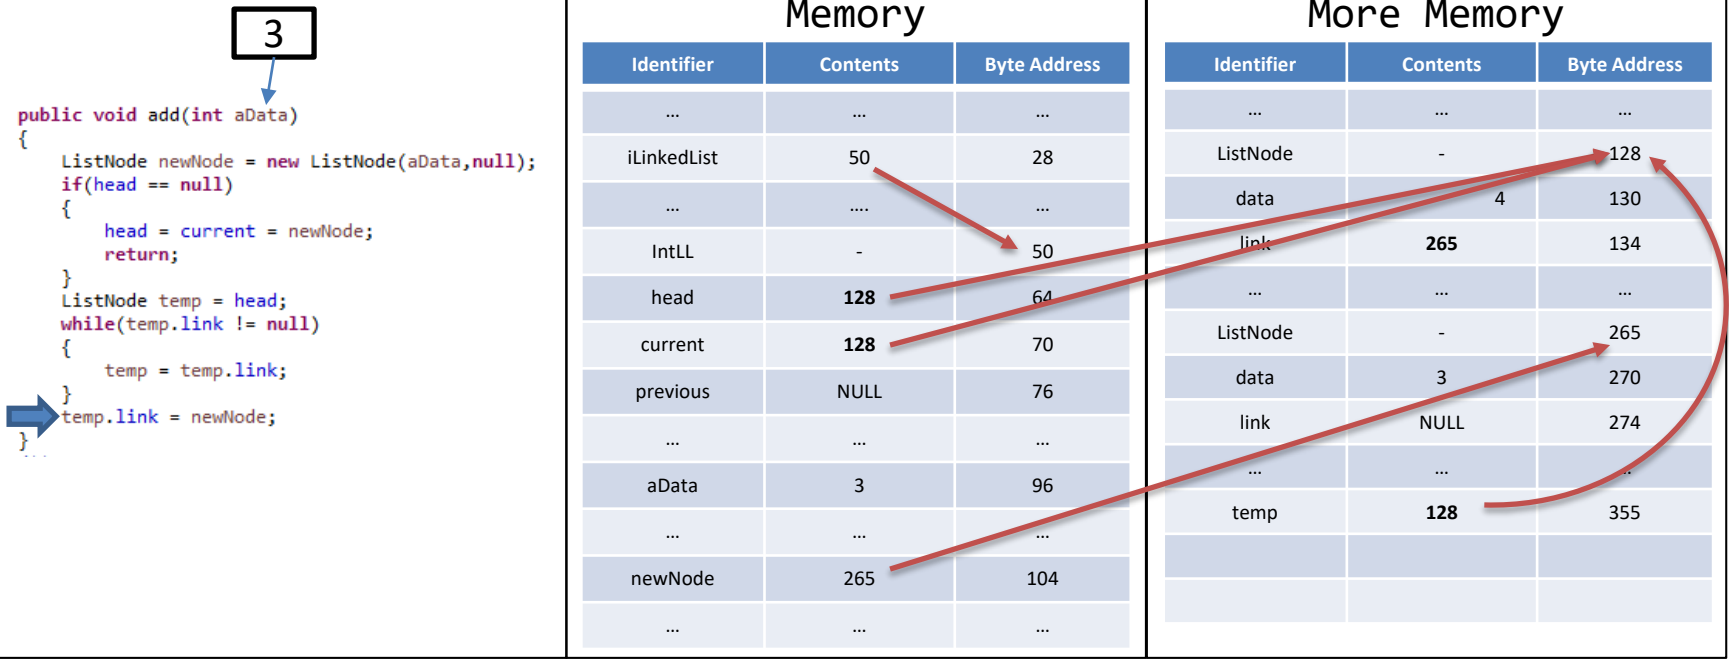 3
public void add(int aData)
{
ListNode newNode = new ListNode(aData,null);
if(head == null)
{
head = current = newNode;
return;
}
ListNode temp = head;
while(temp.link != null)
{
temp = temp.link;
}
temp.link = newNode;
}
Memory
Identifier Contents Byte Address
… … …
iLinkedList 50 28
… …. …
IntLL - 50
head 128 64
current 128 70
previous NULL 76
… … …
aData 3 96
… … …
newNode 265 104
… … …
More Memory
Identifier Contents Byte Address
… … …
ListNode - 128
data 4 130
link 265 134
… … …
ListNode - 265
data 3 270
link NULL 274
… … …
temp 128 355